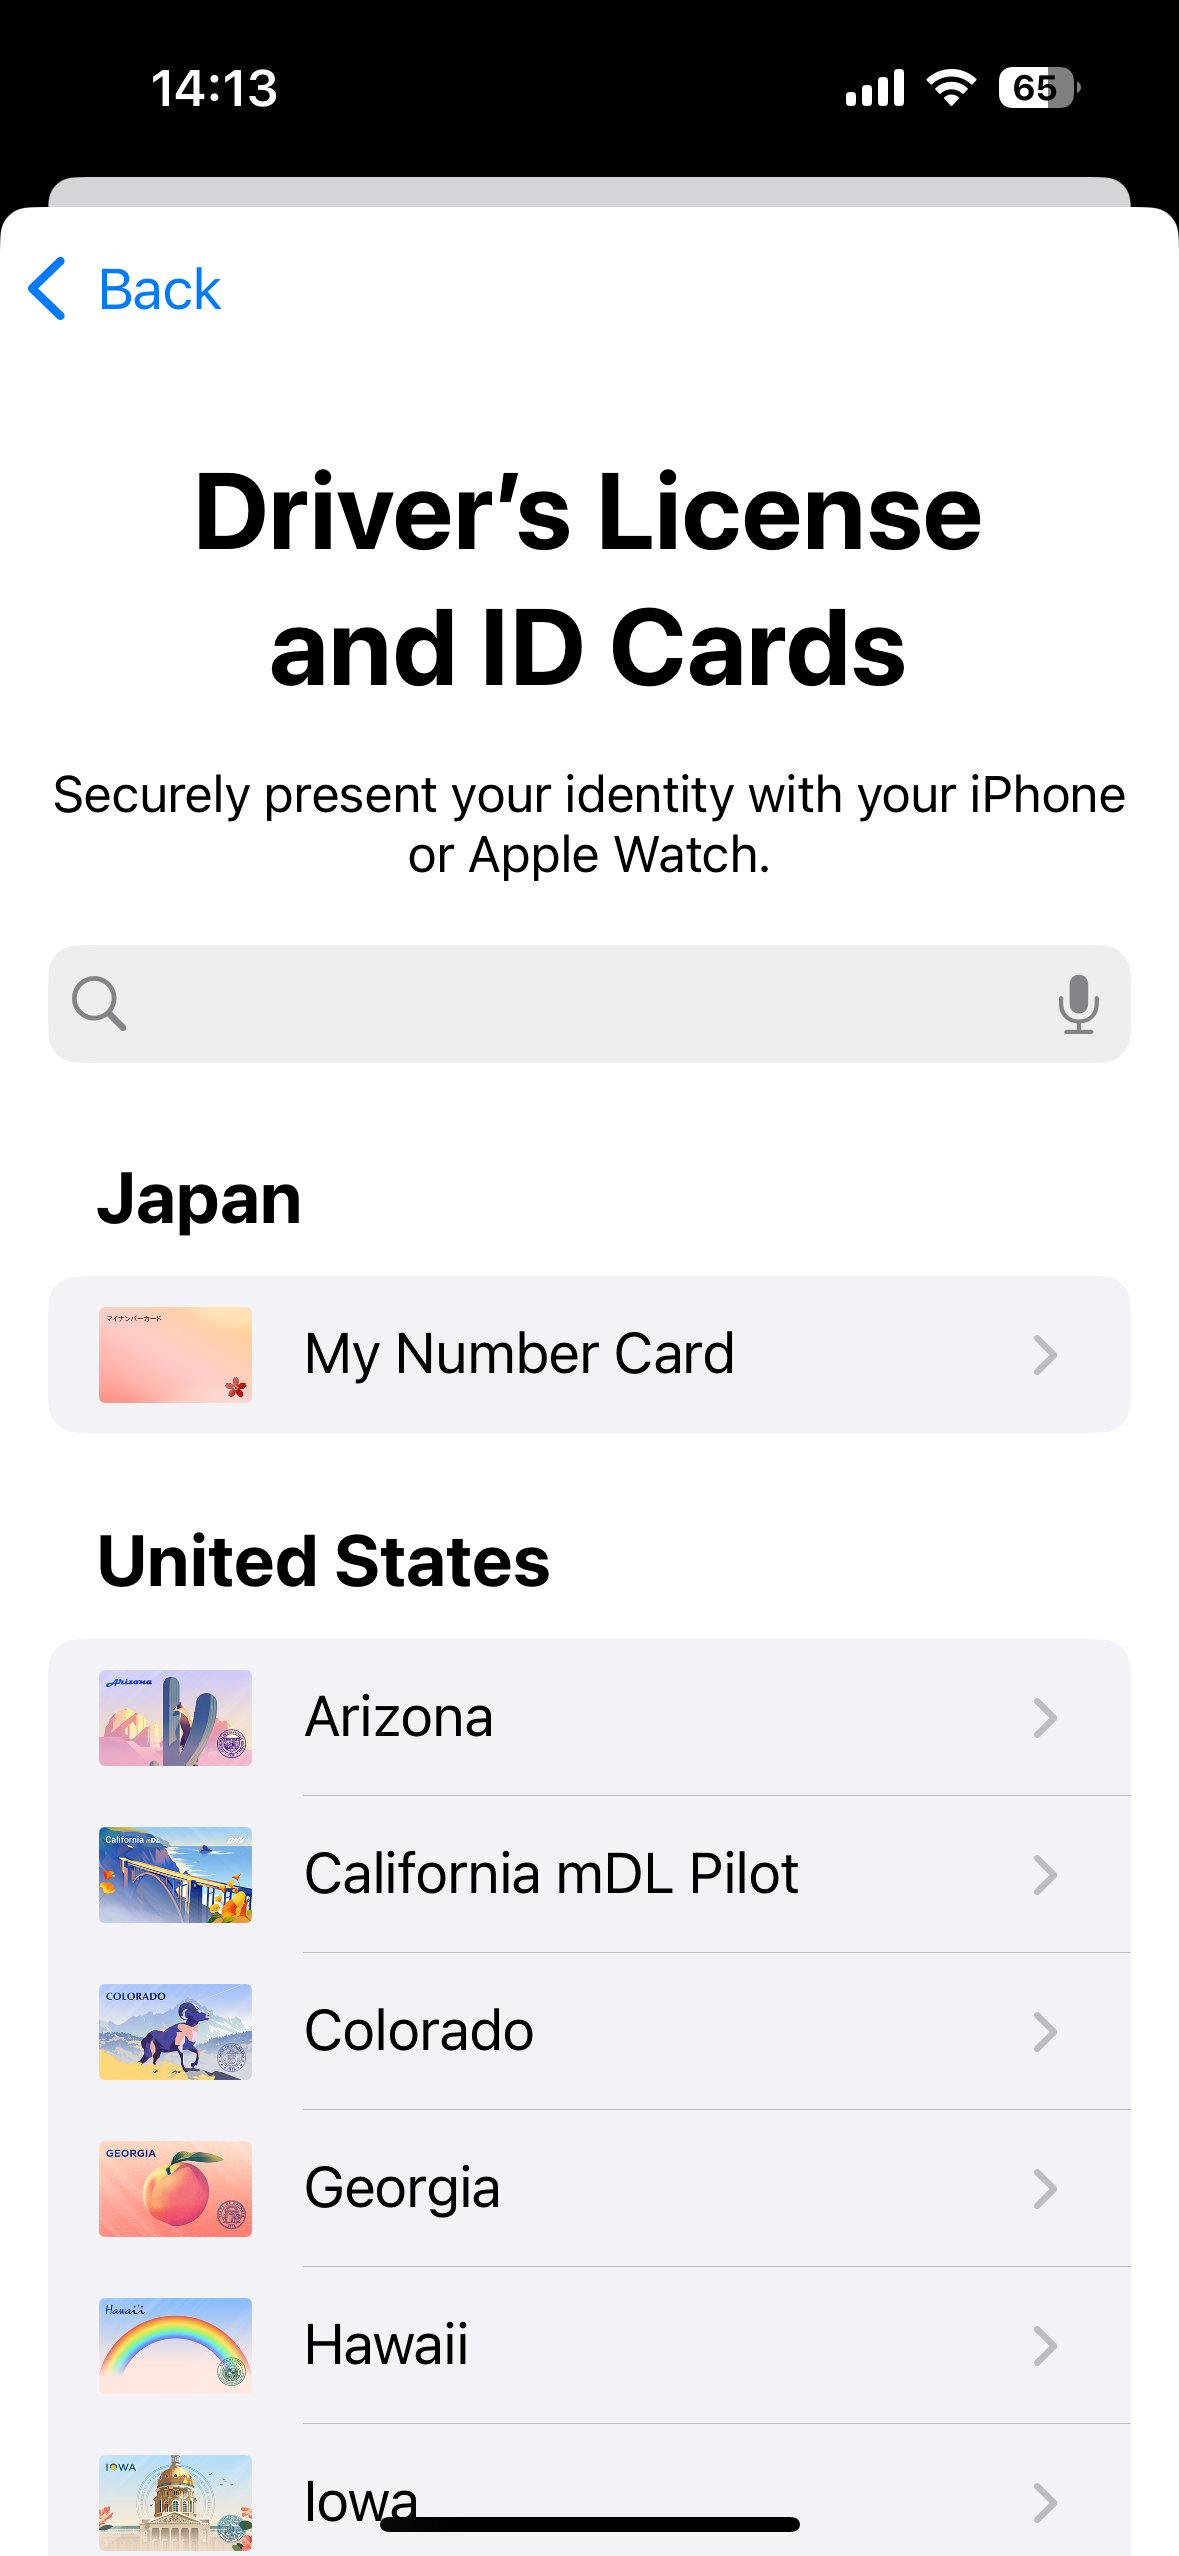 14:13
65
Back
Driver’s License
and ID Cards
Securely present your identity with your iPhone
or Apple Watch.
Japan
マイナンバーカード
My Number Card
United States
Arizona
Arizona
California mDL
DMV
California mDL Pilot
COLORADO
Colorado
GEORGIA
Georgia
Hawai‘i
Hawaii
IOWA
Iowa